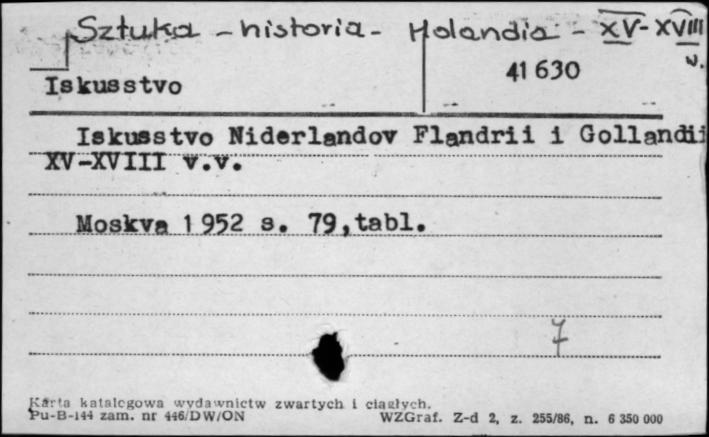 Sztuka - historia - Holandia - XV-XVIII w.
41 630
Iskusstvo
Iskusstvo Niderlandov Flandrii i Gollandii
XV-XVIII v.v.
Moskva 1952 s. 79,tabl.
7
Karta katalogowa wydawnictw zwartych i ciągłych.
Pu-B-144 zam. nr 446/DW/ON
WZGraf. Z-d 2, z. 255/86, n. 6 350 000